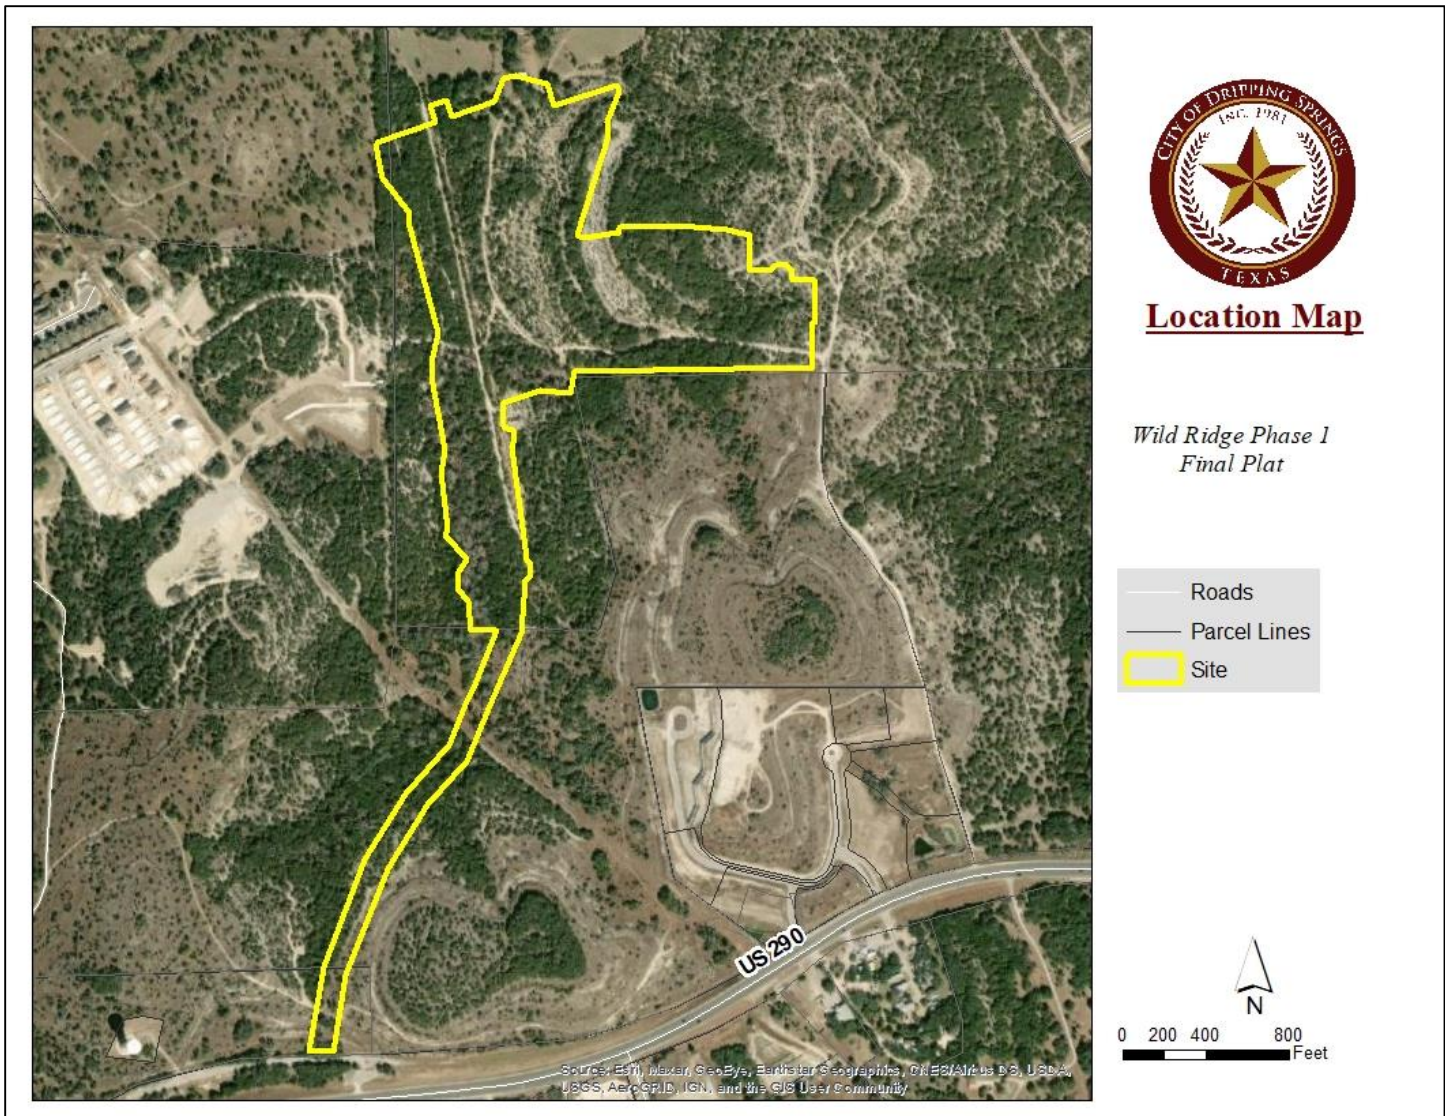 CITY OF DRIPPING SPRINGS
INC. 1981
TEXAS
Location Map
Wild Ridge Phase 1
Final Plat
Roads
Parcel Lines
Site
US 290
N
0 200 400 800
Feet
Source: Esri, Maxar, GeoEye, Earthstar Geographics, CNES/Airbus DS, USDA,
USGS, AeroGRID, IGN, and the GIS User Community